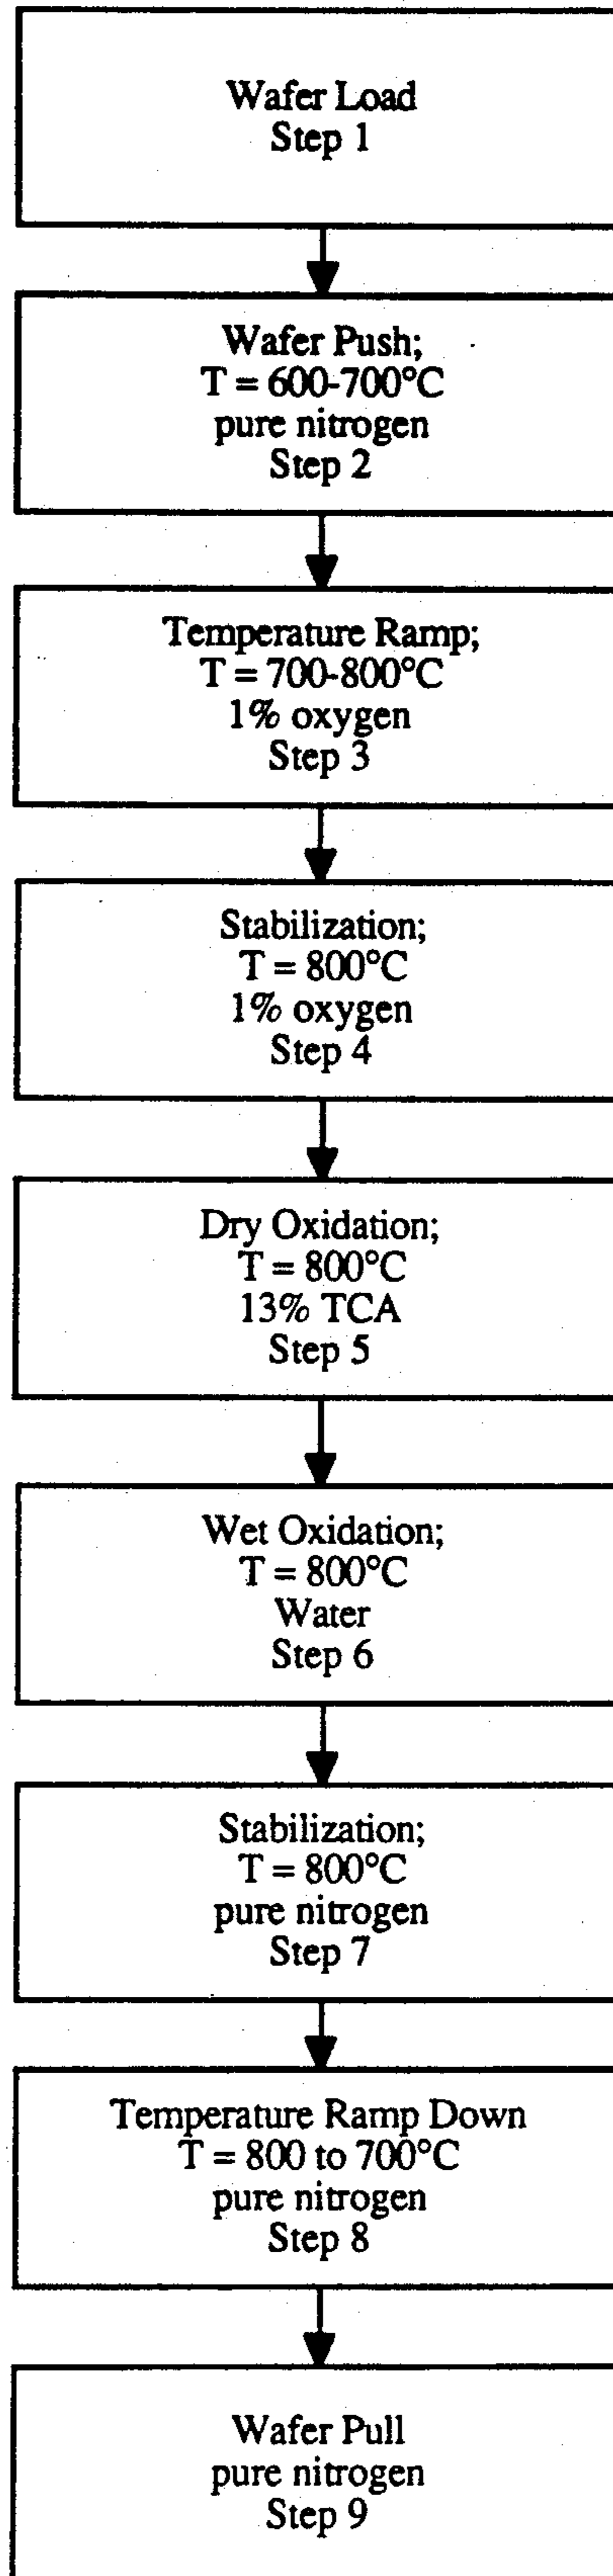 Wafer Load
Step 1
Wafer Push;
T = 600-700°C
pure nitrogen
Step 2
Temperature Ramp;
T = 700-800°C
1% oxygen
Step 3
Stabilization;
T = 800°C
1% oxygen
Step 4
Dry Oxidation;
T = 800°C
13% TCA
Step 5
Wet Oxidation;
T = 800°C
Water
Step 6
Stabilization;
T = 800°C
pure nitrogen
Step 7
Temperature Ramp Down
T = 800 to 700°C
pure nitrogen
Step 8
Wafer Pull
pure nitrogen
Step 9